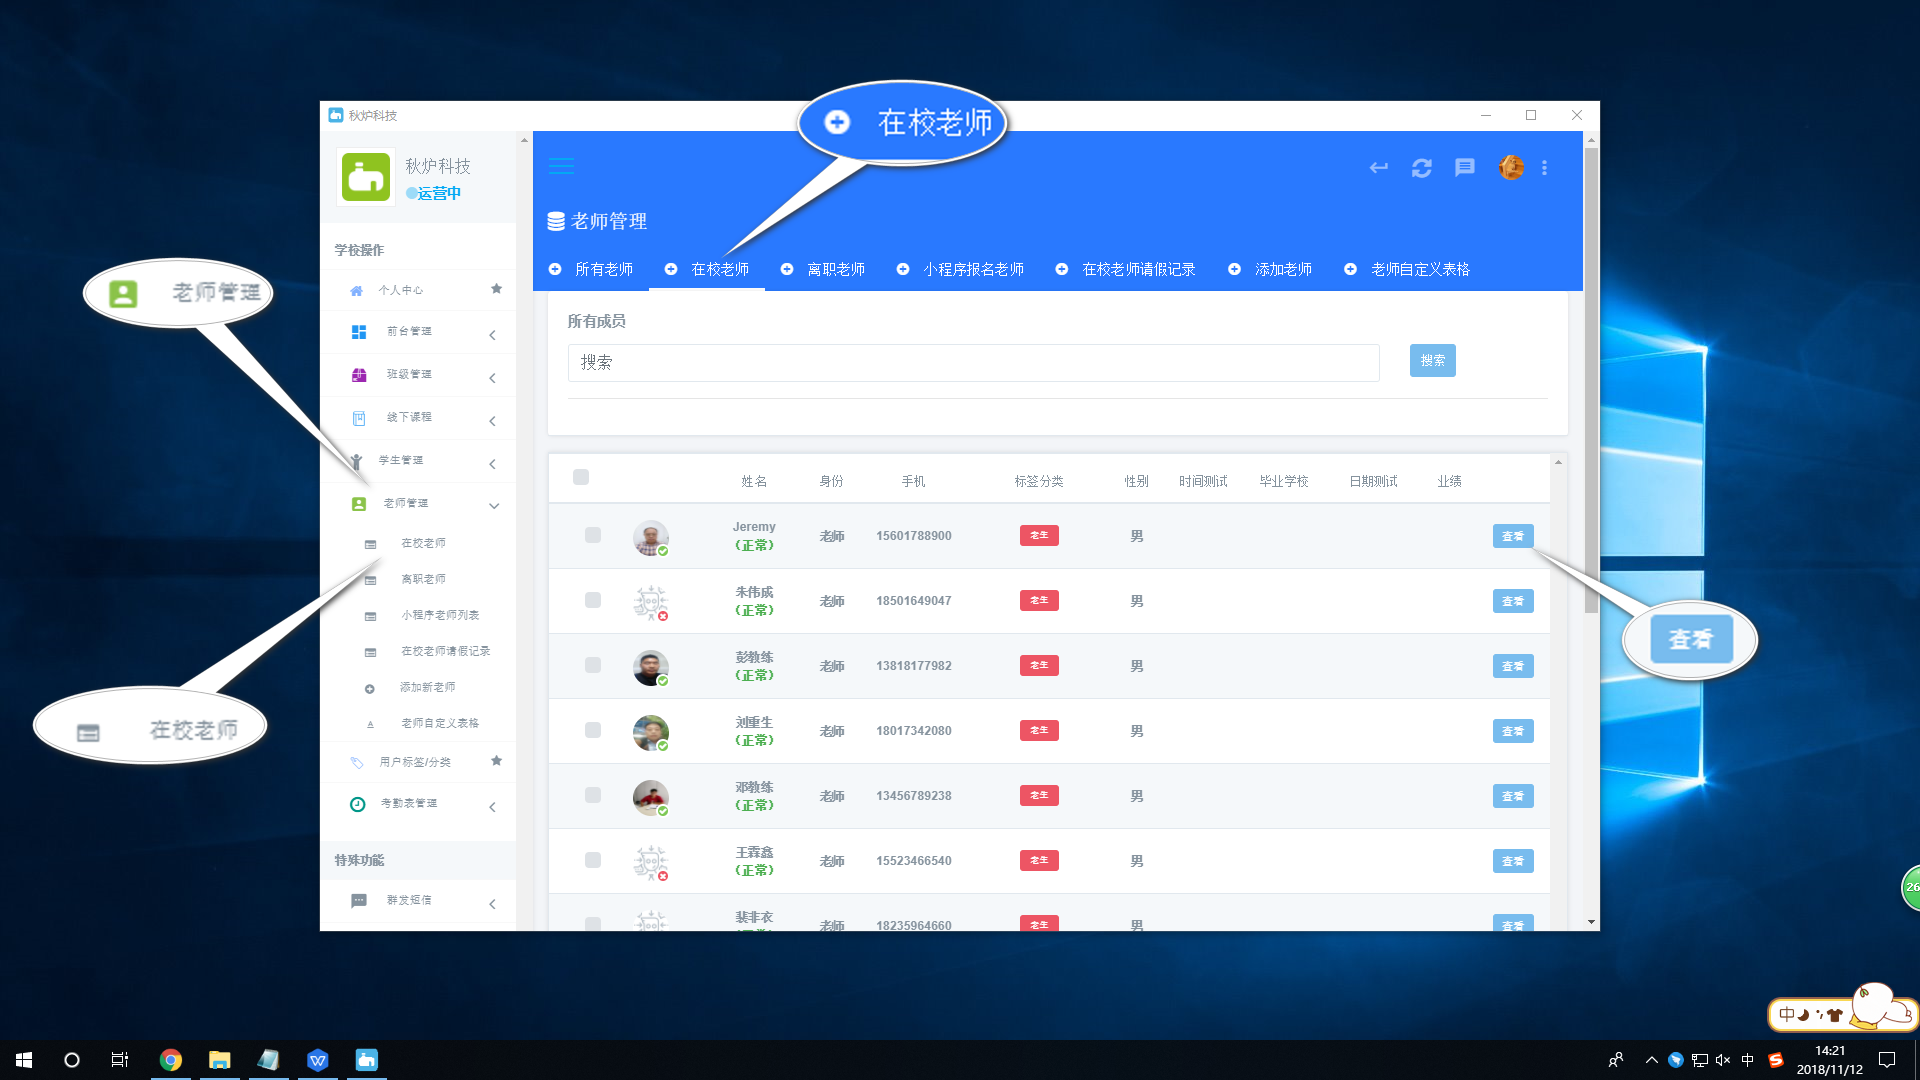 秋炉科技
在校老师
秋炉科技
运营中
学校操作
个人中心
前台管理
班级管理
线下课程
学生管理
老师管理
在校老师
离职老师
小程序老师列表
在校老师请假记录
添加新老师
老师自定义表格
用户标签/分类
考勤表管理
特殊功能
群发短信
老师管理
在校老师
老师管理
所有老师 在校老师 离职老师 小程序报名老师 在校老师请假记录 添加老师 老师自定义表格
所有成员
搜索 搜索
姓名 身份 手机 标签分类 性别 时间测试 毕业学校 日期测试 业绩
Jeremy
(正常) 老师 15601788900 老生 男 查看
朱伟成
(正常) 老师 18501649047 老生 男 查看
彭教练
(正常) 老师 13818177982 老生 男 查看
刘重生
(正常) 老师 18017342080 老生 男 查看
邓教练
(正常) 老师 13456789238 老生 男 查看
王霖鑫
(正常) 老师 15523466540 老生 男 查看
裴非衣
老师 18235964660 老生 男 查看
查看
26
中
中
14:21
2018/11/12